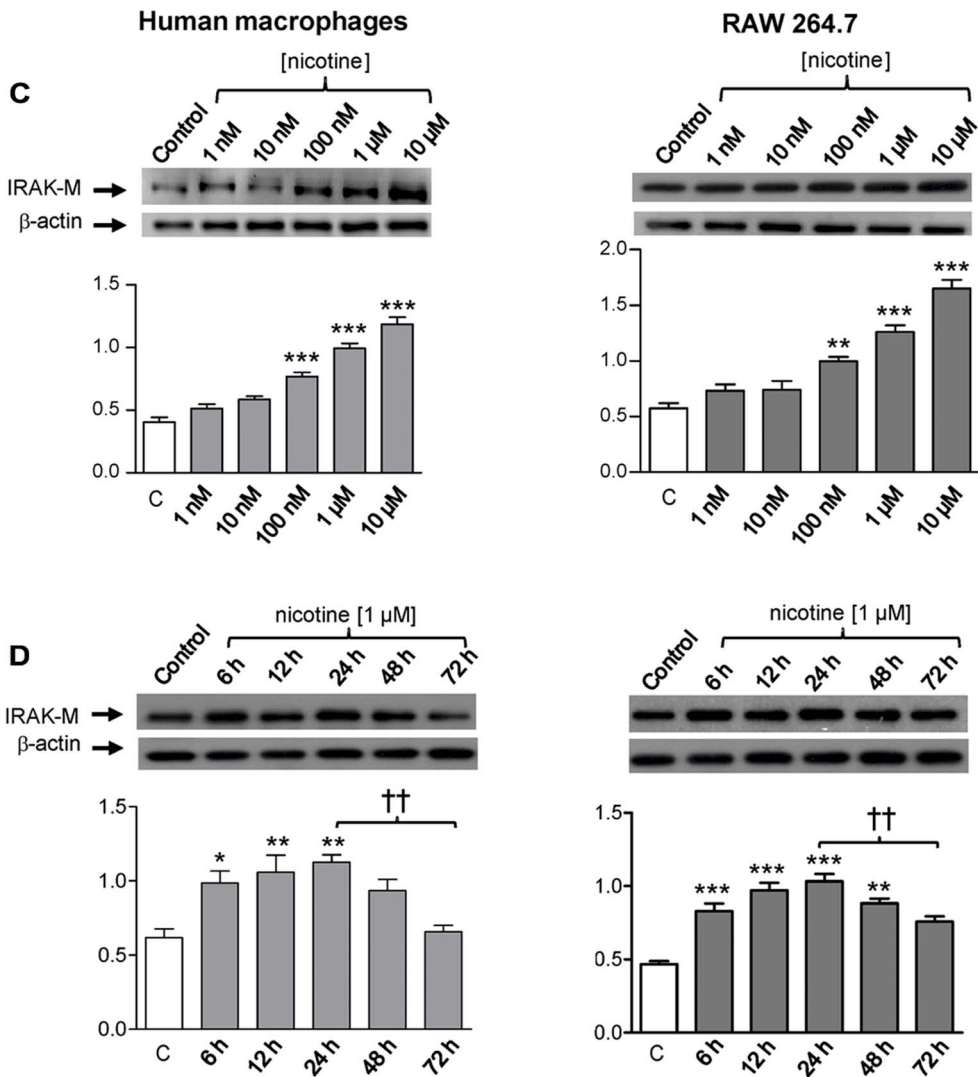 Human macrophages
RAW 264.7
C
[nicotine]
Control 1 nM 10 nM 100 nM 1 µM 10 µM
IRAK-M
β-actin
1.5
1.0
0.5
0.0
***
***
***
C 1 nM 10 nM 100 nM 1 µM 10 µM
[nicotine]
Control 1 nM 10 nM 100 nM 1 µM 10 µM
2.0
1.5
1.0
0.5
0.0
**
***
***
C 1 nM 10 nM 100 nM 1 µM 10 µM
D
nicotine [1 µM]
Control 6 h 12 h 24 h 48 h 72 h
IRAK-M
β-actin
1.5
1.0
0.5
0.0
* ** **
††
C 6 h 12 h 24 h 48 h 72 h
nicotine [1 µM]
Control 6 h 12 h 24 h 48 h 72 h
1.5
1.0
0.5
0.0
*** *** *** **
††
C 6 h 12 h 24 h 48 h 72 h